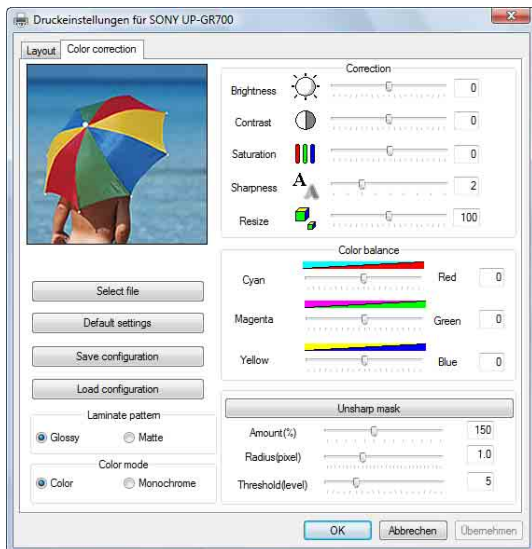 Druckeinstellungen für SONY UP-GR700
Layout Color correction
Correction
Brightness 0
Contrast 0
Saturation 0
Sharpness A A 2
Resize 100
Color balance
Cyan Red 0
Magenta Green 0
Yellow Blue 0
Select file
Default settings
Save configuration
Load configuration
Laminate pattern
Glossy Matte
Color mode
Color Monochrome
Unsharp mask
Amount(%) 150
Radius(pixel) 1.0
Threshold(level) 5
OK Abbrechen Übernehmen